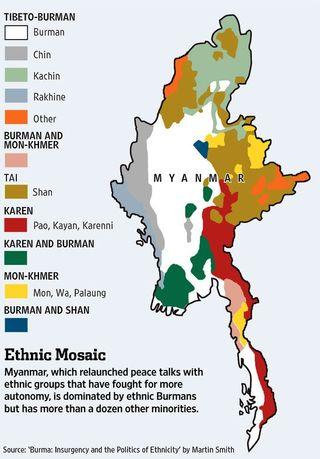 TIBETO-BURMAN
Burman
Chin
Kachin
Rakhine
Other
BURMAN AND
MON-KHMER
TAI
Shan
KAREN
Pao, Kayan, Karenni
KAREN AND BURMAN
MON-KHMER
Mon, Wa, Palaung
BURMAN AND SHAN
MYANMAR
Ethnic Mosaic
Myanmar, which relaunched peace talks with
ethnic groups that have fought for more
autonomy, is dominated by ethnic Burmans
but has more than a dozen other minorities.
Source: 'Burma: Insurgency and the Politics of Ethnicity' by Martin Smith